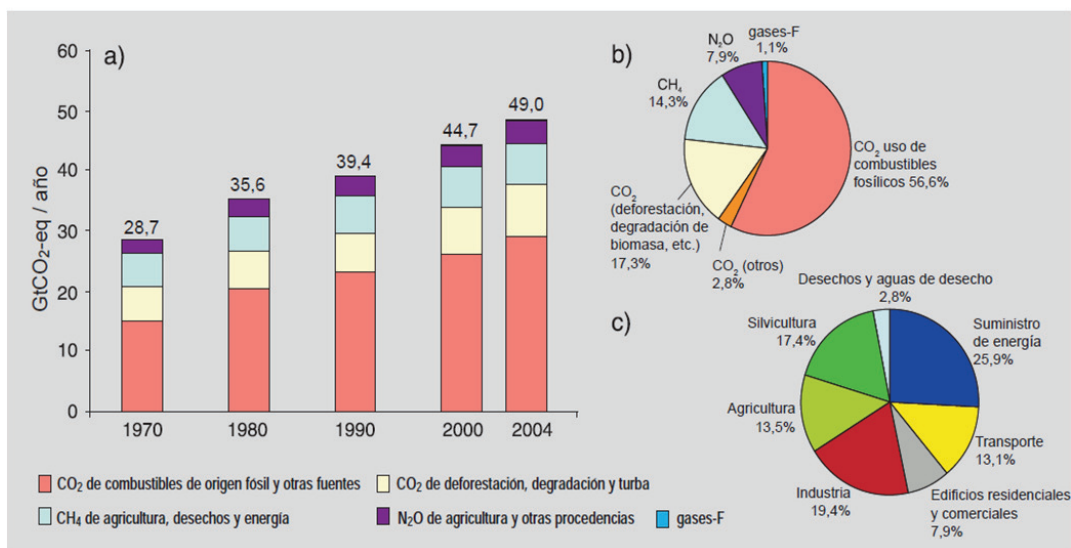 a)
GtCO₂-eq / año
60
50
40
30
20
10
0
28,7
35,6
39,4
44,7
49,0
1970
1980
1990
2000
2004
b)
gases-F
1,1%
N₂O
7,9%
CH₄
14,3%
CO₂ uso de
combustibles
fosílicos 56,6%
CO₂
(deforestación,
degradación de
biomasa, etc.)
17,3%
CO₂ (otros)
2,8%
c)
Desechos y aguas de desecho
2,8%
Silvicultura
17,4%
Suministro
de energía
25,9%
Agricultura
13,5%
Transporte
13,1%
Industria
19,4%
Edificios residenciales
y comerciales
7,9%
CO₂ de combustibles de origen fósil y otras fuentes
CO₂ de deforestación, degradación y turba
CH₄ de agricultura, desechos y energía
N₂O de agricultura y otras procedencias
gases-F